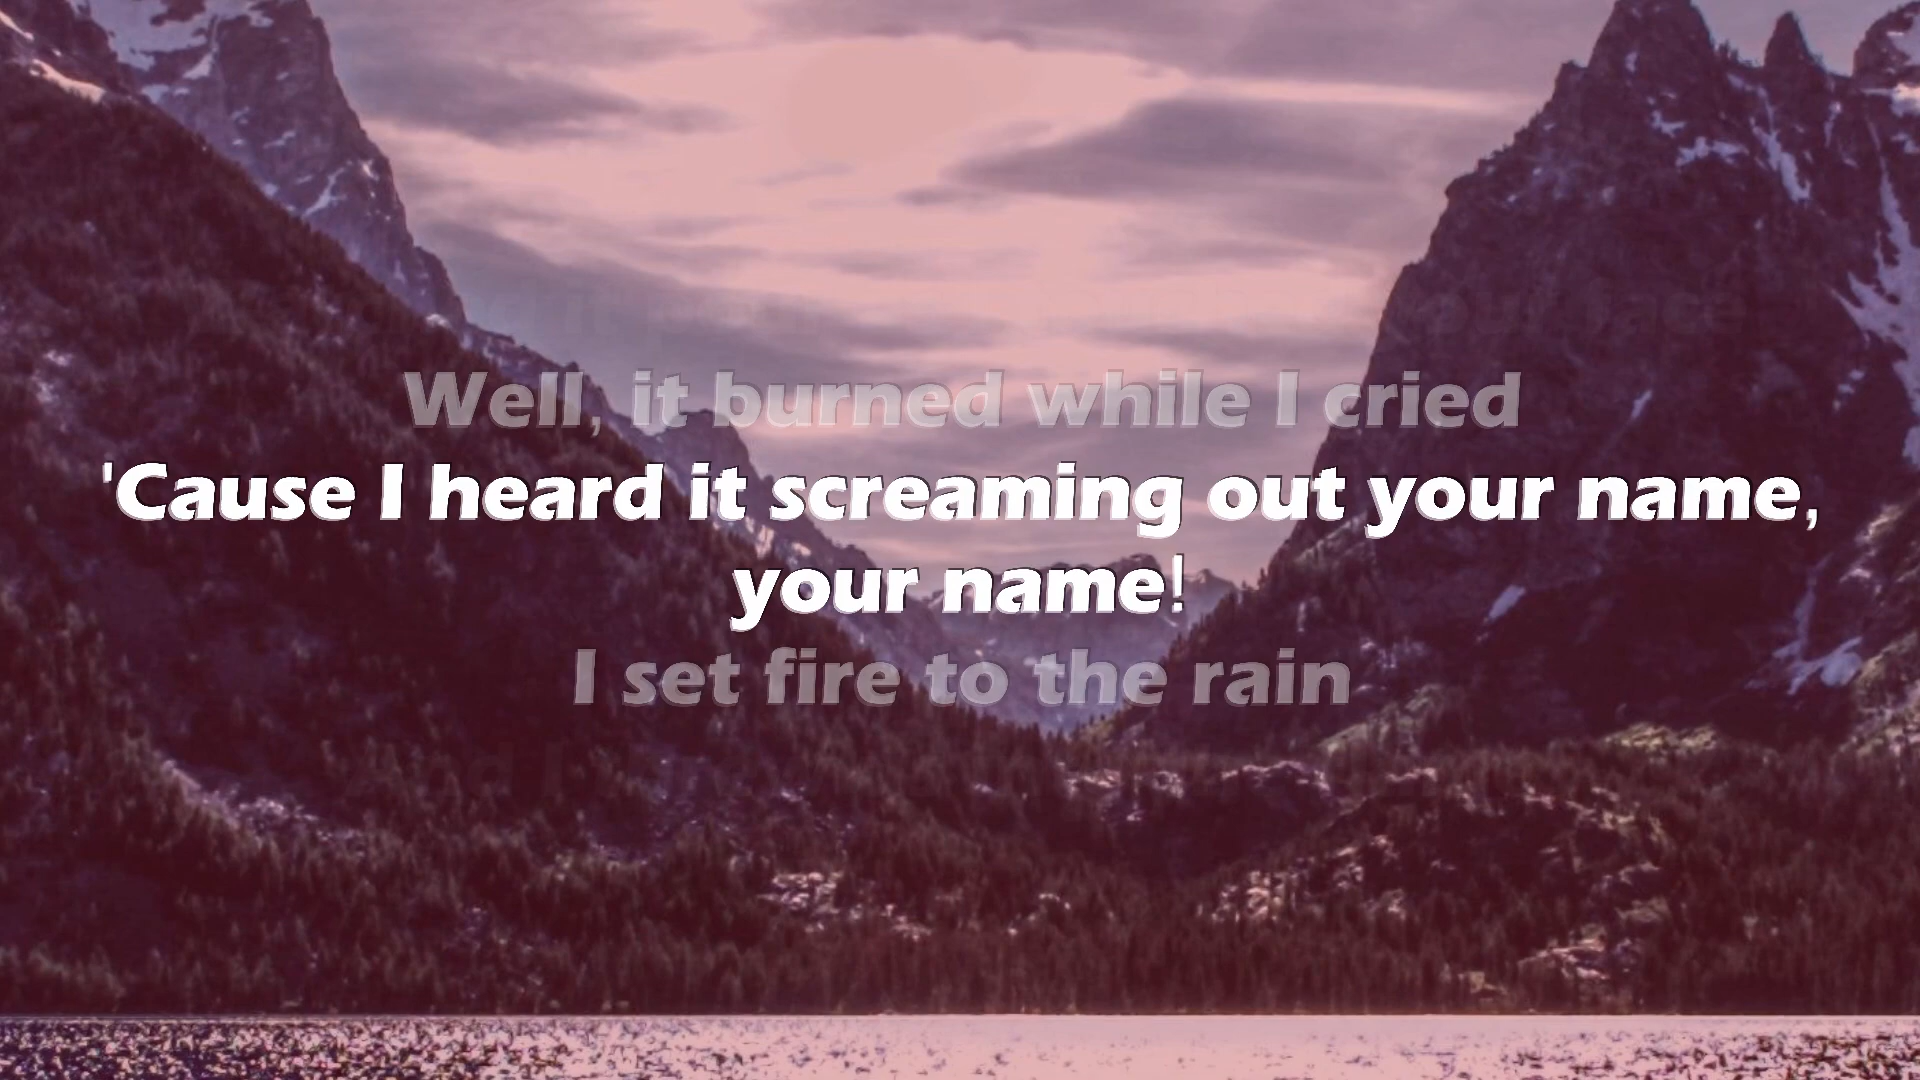 Well, it burned while I cried
'Cause I heard it screaming out your name,
your name!
I set fire to the rain